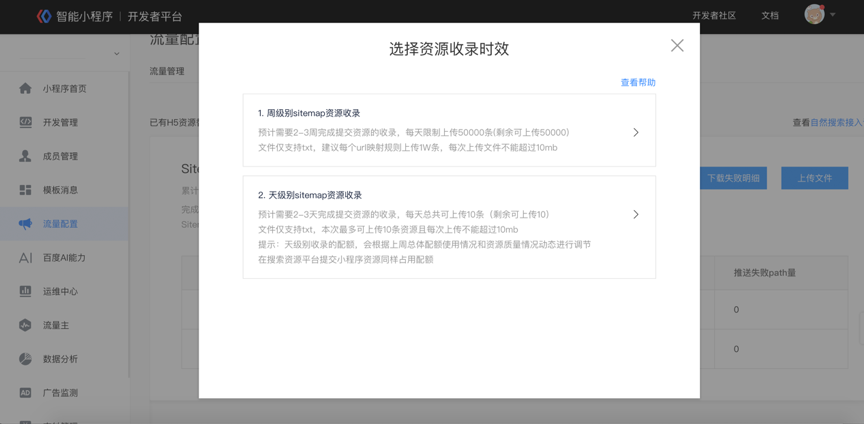 智能小程序 | 开发者平台
开发者社区
文档
小程序首页
开发管理
成员管理
模板消息
流量配置
百度AI能力
运维中心
流量主
数据分析
广告监测
流量配
流量管理
已有H5资源
查看自然搜索接入
Site
累计
完成
Sitem
下载失败明细
上传文件
推送失败path量
0
0
选择资源收录时效
查看帮助
1. 周级别sitemap资源收录
预计需要2-3周完成提交资源的收录，每天限制上传50000条(剩余可上传50000)
文件仅支持txt，建议每个url映射规则上传1W条，每次上传文件不能超过10mb
2. 天级别sitemap资源收录
预计需要2-3天完成提交资源的收录，每天总共可上传10条（剩余可上传10）
文件仅支持txt，本次最多可上传10条资源且每次上传不能超过10mb
提示：天级别收录的配额，会根据上周总体配额使用情况和资源质量情况动态进行调节
在搜索资源平台提交小程序资源同样占用配额